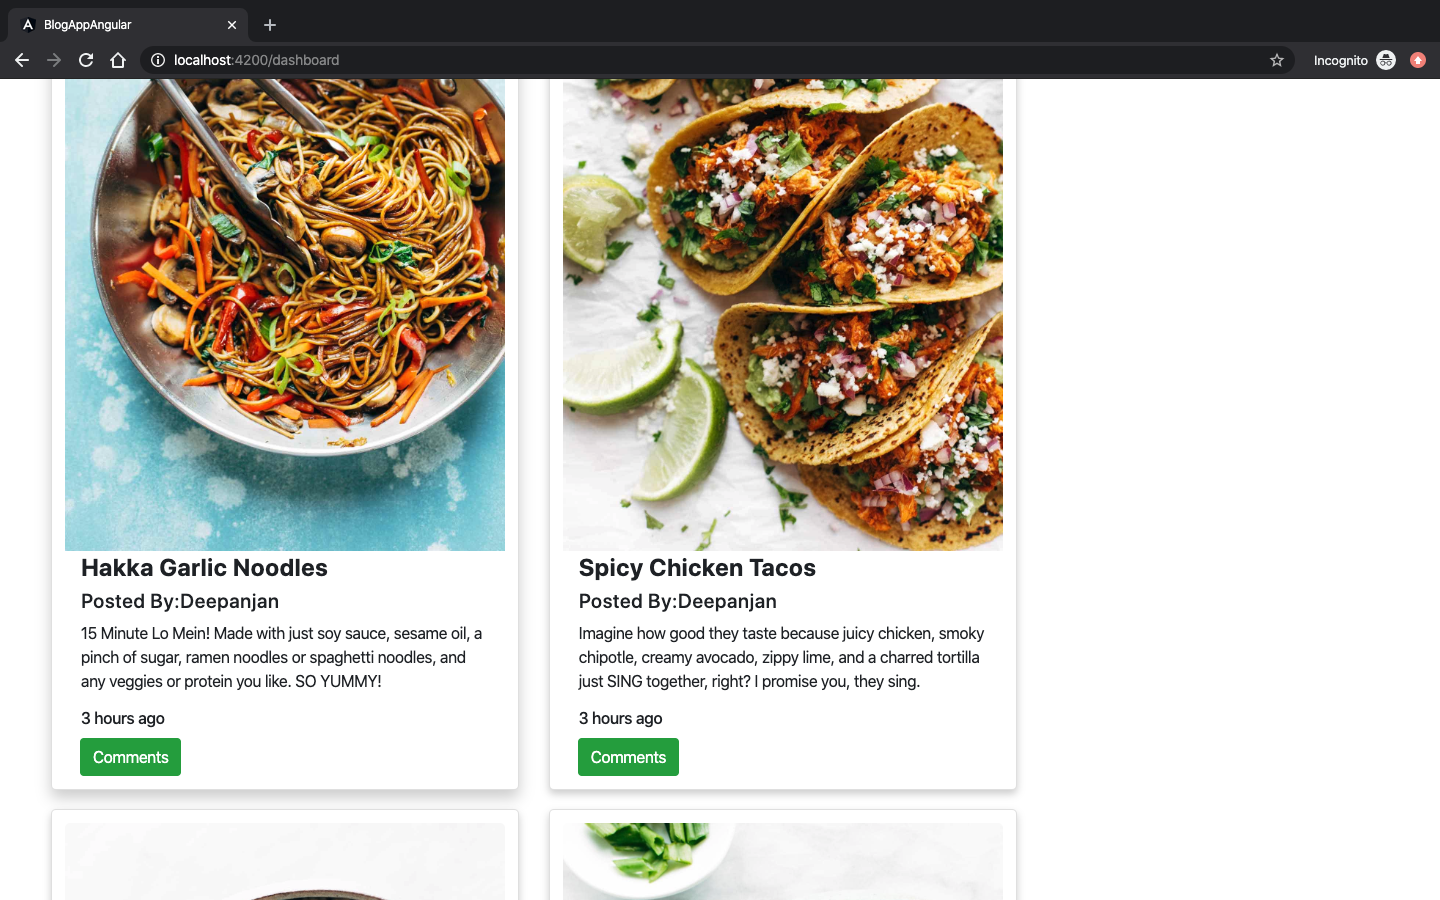 BlogAppAngular
localhost:4200/dashboard
Incognito
Hakka Garlic Noodles
Posted By:Deepanjan
15 Minute Lo Mein! Made with just soy sauce, sesame oil, a
pinch of sugar, ramen noodles or spaghetti noodles, and
any veggies or protein you like. SO YUMMY!
3 hours ago
Comments
Spicy Chicken Tacos
Posted By:Deepanjan
Imagine how good they taste because juicy chicken, smoky
chipotle, creamy avocado, zippy lime, and a charred tortilla
just SING together, right? I promise you, they sing.
3 hours ago
Comments